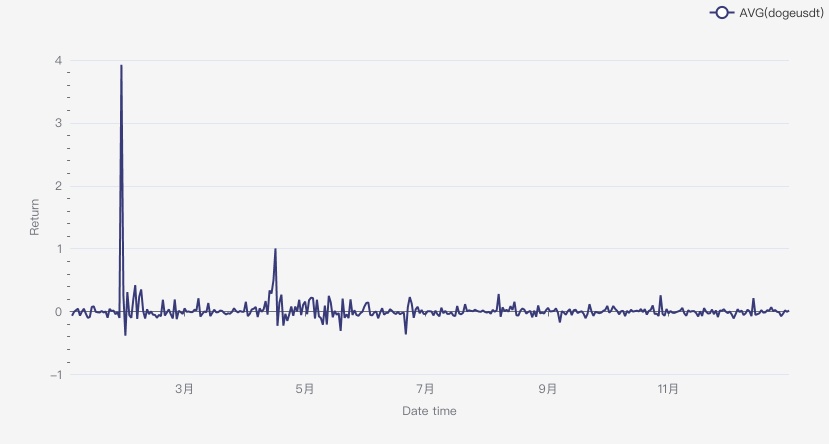 AVG(dogeusdt)
4
3
2
1
0
−1
Return
3月 5月 7月 9月 11月
Date time